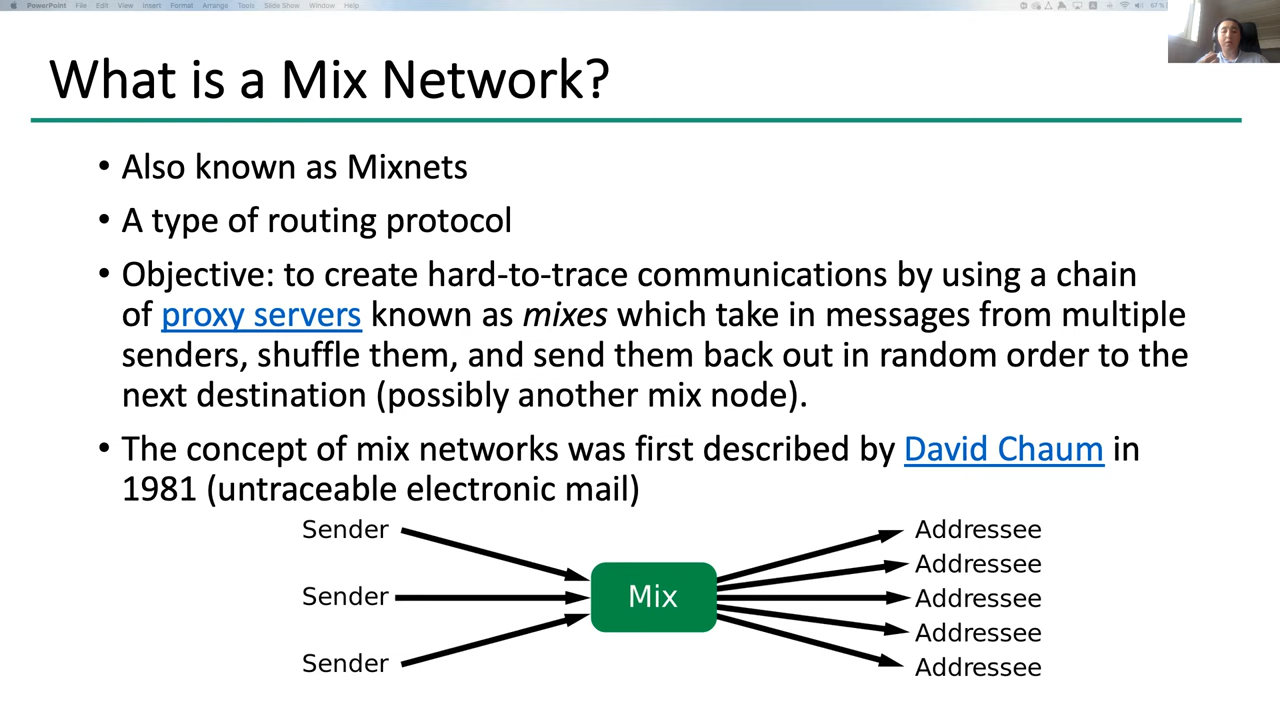 PowerPoint File Edit View Insert Format Arrange Tools Slide Show Window Help
67 %
What is a Mix Network?
• Also known as Mixnets
• A type of routing protocol
• Objective: to create hard-to-trace communications by using a chain
of proxy servers known as mixes which take in messages from multiple
senders, shuffle them, and send them back out in random order to the
next destination (possibly another mix node).
• The concept of mix networks was first described by David Chaum in
1981 (untraceable electronic mail)
Sender
Sender
Sender
Mix
Addressee
Addressee
Addressee
Addressee
Addressee